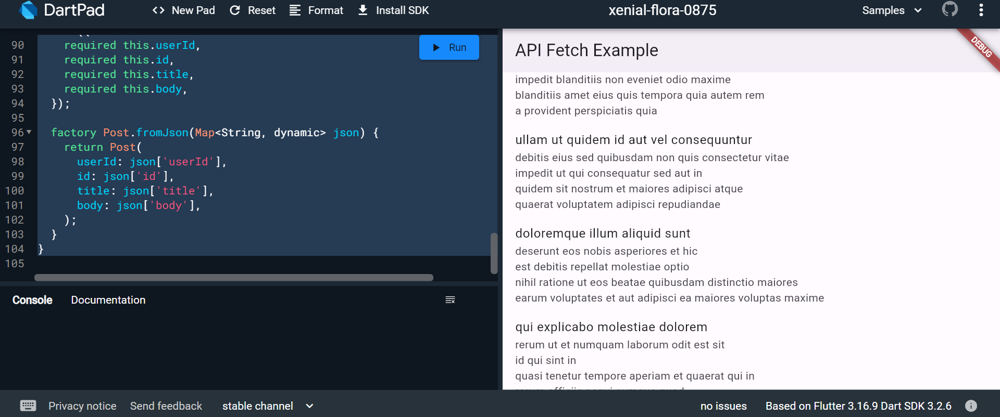 DartPad
<> New Pad
Reset
Format
Install SDK
xenial-flora-0875
Samples
90 required this.userId,
91 required this.id,
92 required this.title,
93 required this.body,
94 });
95
96 factory Post.fromJson(Map<String, dynamic> json) {
97 return Post(
98 userId: json['userId'],
99 id: json['id'],
100 title: json['title'],
101 body: json['body'],
102 );
103 }
104 }
105
Run
Console
Documentation
API Fetch Example
DEBUG
impedit blanditiis non eveniet odio maxime
blanditiis amet eius quis tempora quia autem rem
a provident perspiciatis quia
ullam ut quidem id aut vel consequuntur
debitis eius sed quibusdam non quis consectetur vitae
impedit ut qui consequatur sed aut in
quidem sit nostrum et maiores adipisci atque
quaerat voluptatem adipisci repudiandae
doloremque illum aliquid sunt
deserunt eos nobis asperiores et hic
est debitis repellat molestiae optio
nihil ratione ut eos beatae quibusdam distinctio maiores
earum voluptates et aut adipisci ea maiores voluptas maxime
qui explicabo molestiae dolorem
rerum ut et numquam laborum odit est sit
id qui sint in
quasi tenetur tempore aperiam et quaerat qui in
Privacy notice
Send feedback
stable channel
no issues
Based on Flutter 3.16.9 Dart SDK 3.2.6